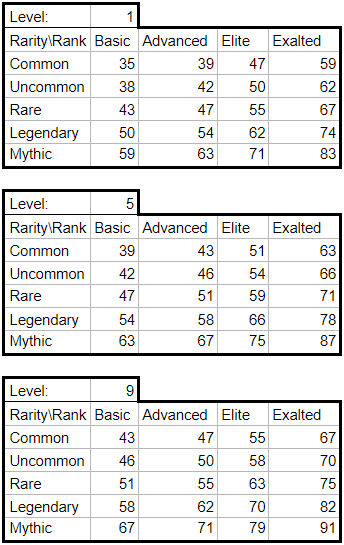 Level: 1
Rarity\Rank Basic Advanced Elite Exalted
Common 35 39 47 59
Uncommon 38 42 50 62
Rare 43 47 55 67
Legendary 50 54 62 74
Mythic 59 63 71 83
Level: 5
Rarity\Rank Basic Advanced Elite Exalted
Common 39 43 51 63
Uncommon 42 46 54 66
Rare 47 51 59 71
Legendary 54 58 66 78
Mythic 63 67 75 87
Level: 9
Rarity\Rank Basic Advanced Elite Exalted
Common 43 47 55 67
Uncommon 46 50 58 70
Rare 51 55 63 75
Legendary 58 62 70 82
Mythic 67 71 79 91